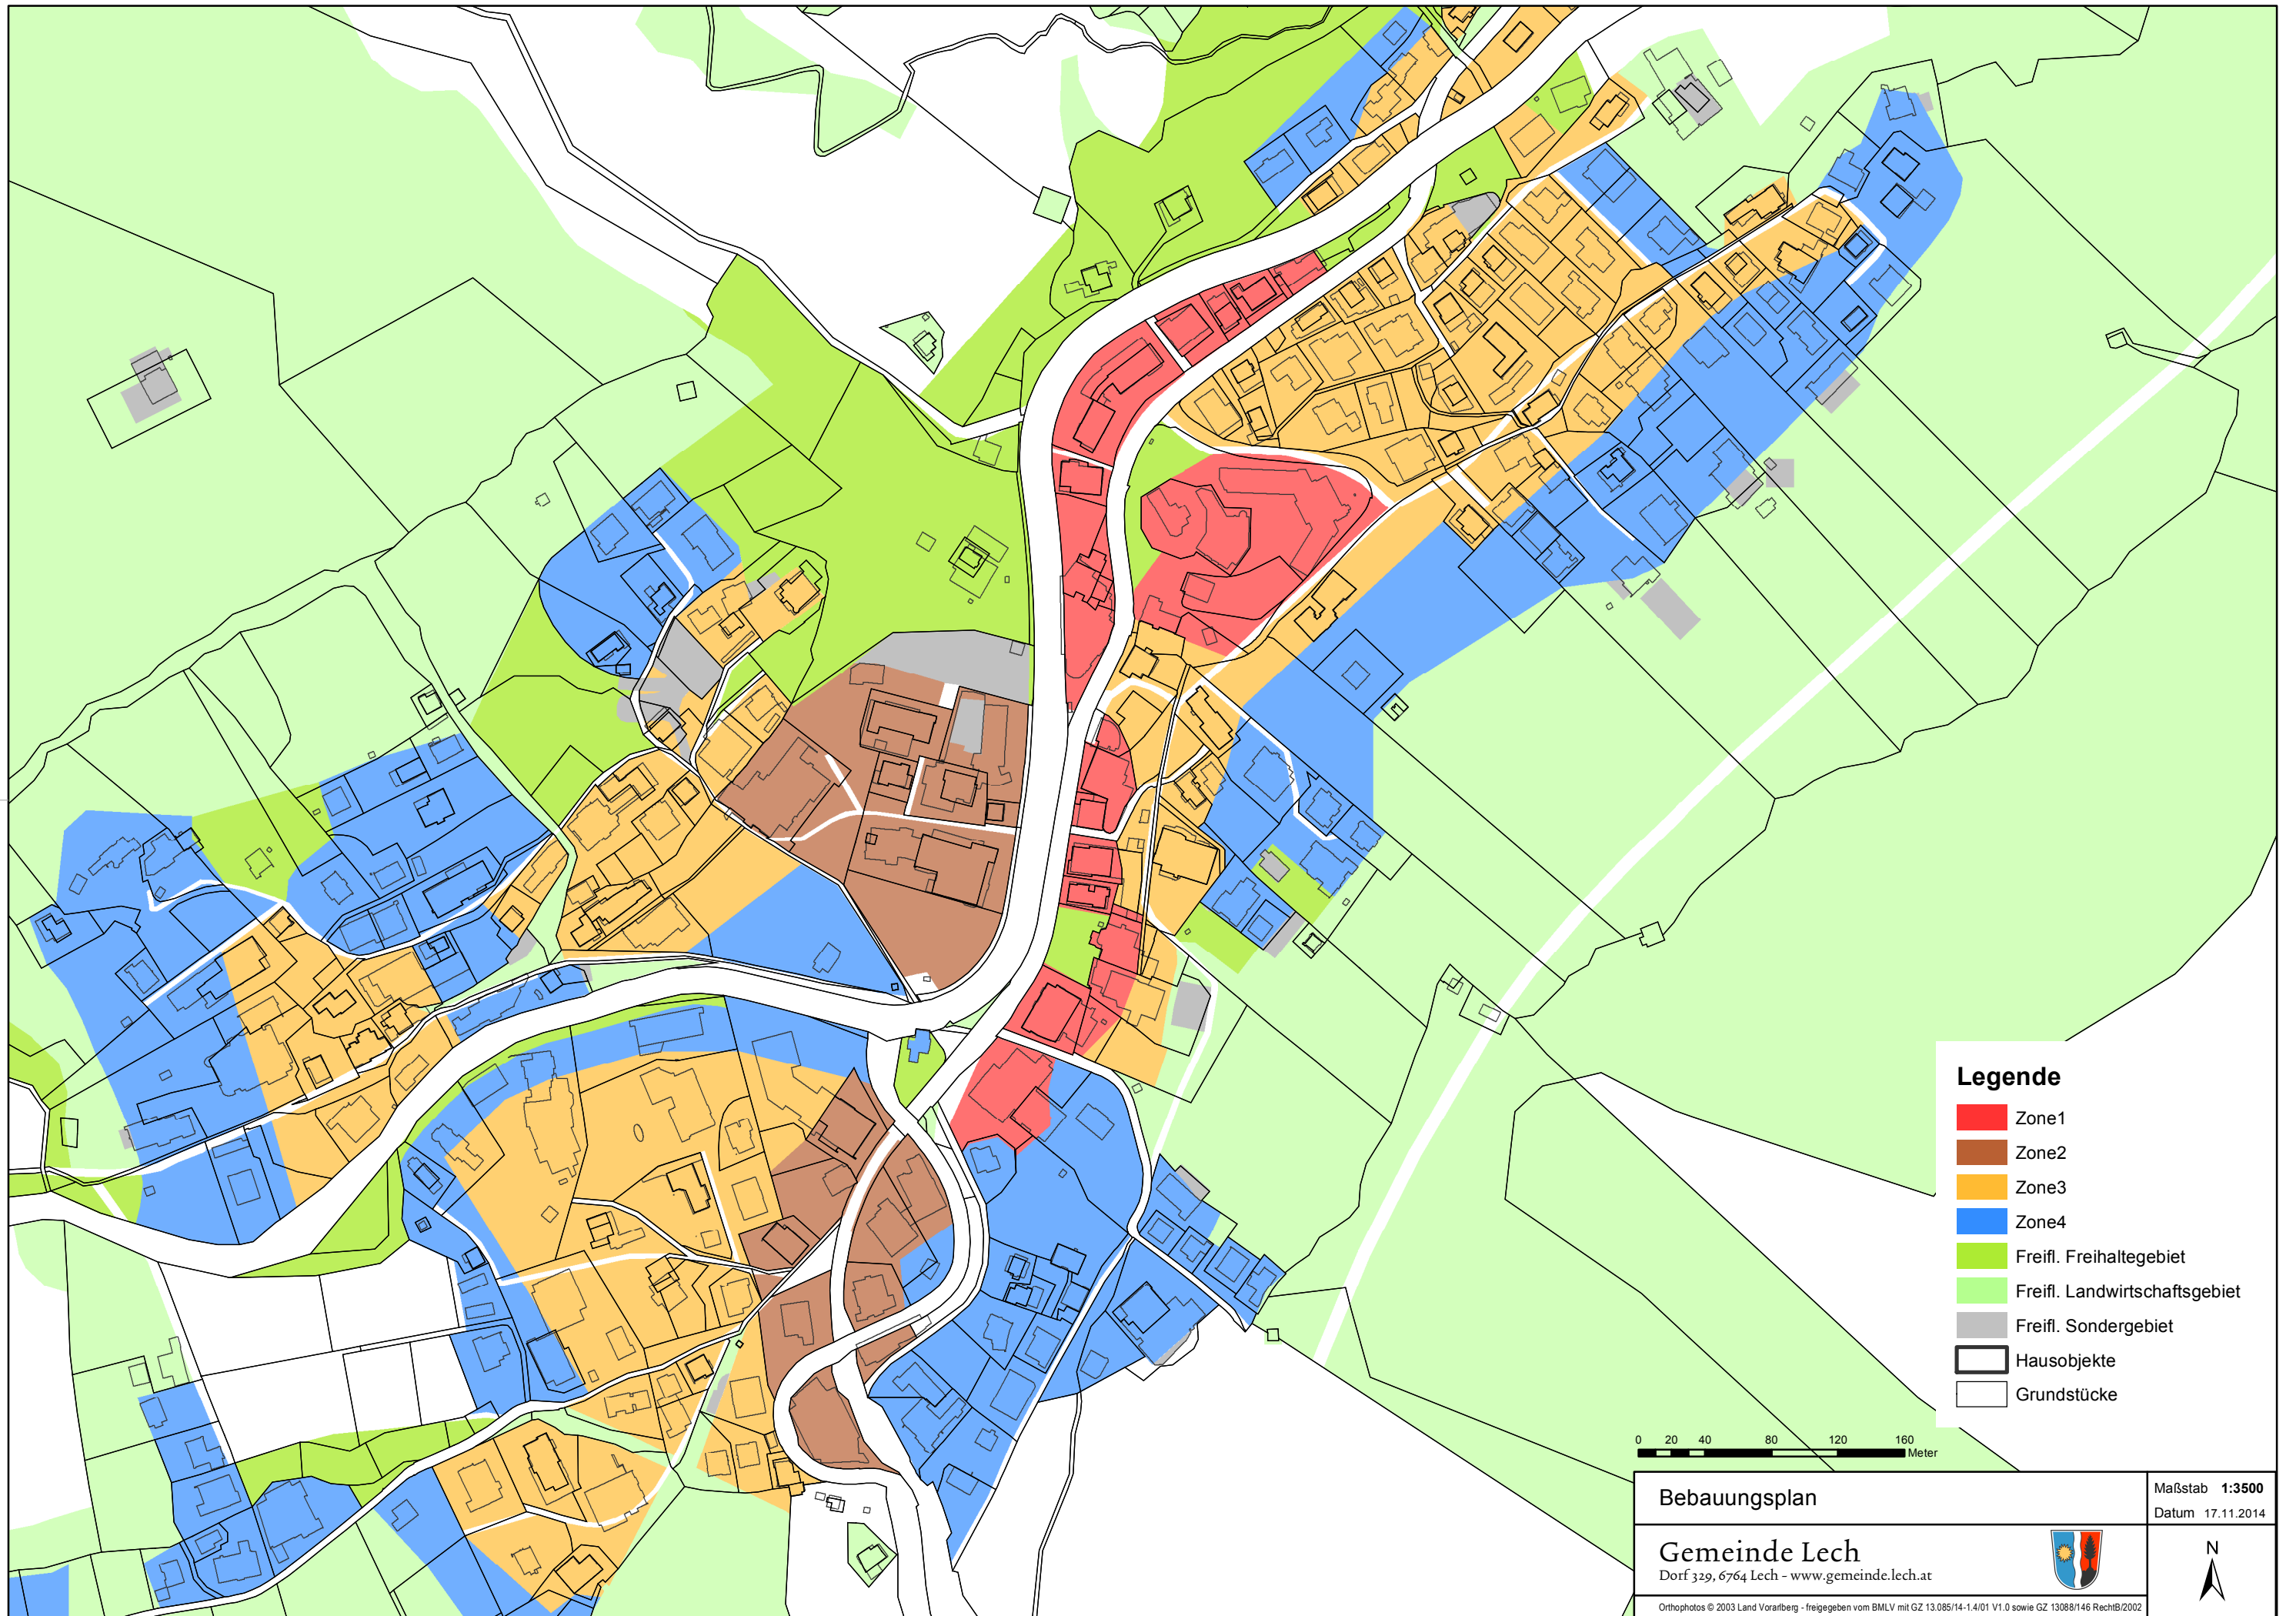 Legende
Zone1
Zone2
Zone3
Zone4
Freifl. Freihaltegebiet
Freifl. Landwirtschaftsgebiet
Freifl. Sondergebiet
Hausobjekte
Grundstücke
0 20 40 80 120 160
Meter
Bebauungsplan
Maßstab 1:3500
Datum 17.11.2014
Gemeinde Lech
Dorf 329, 6764 Lech - www.gemeinde.lech.at
N
Orthophotos © 2003 Land Vorarlberg - freigegeben vom BMLV mit GZ 13.085/14-1.4/01 V1.0 sowie GZ 13088/146 RechtB/2002